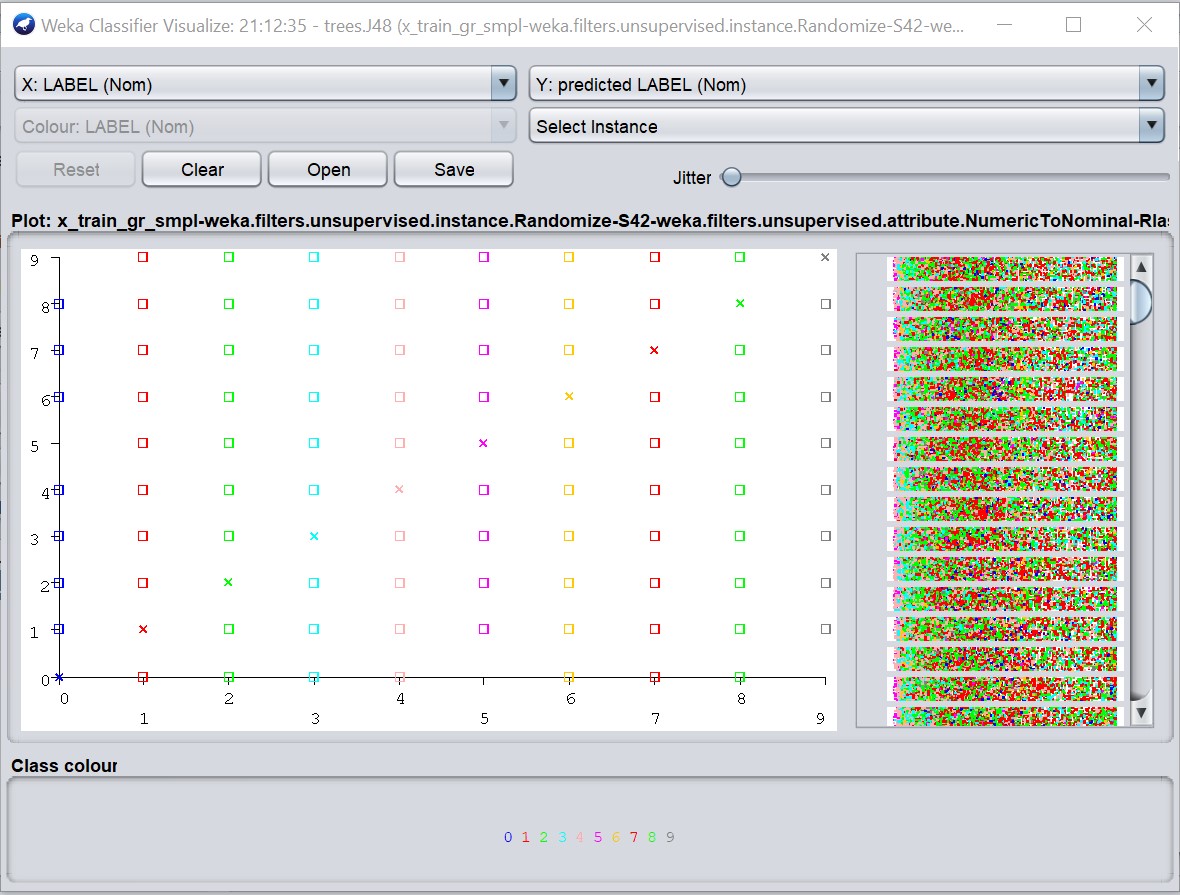 Weka Classifier Visualize: 21:12:35 - trees.J48 (x_train_gr_smpl-weka.filters.unsupervised.instance.Randomize-S42-we...
X: LABEL (Nom)
Y: predicted LABEL (Nom)
Colour: LABEL (Nom)
Select Instance
Reset
Clear
Open
Save
Jitter
Plot: x_train_gr_smpl-weka.filters.unsupervised.instance.Randomize-S42-weka.filters.unsupervised.attribute.NumericToNominal-Rlas
9
8
7
6
5
4
3
2
1
0
0 2 4 6 8
1 3 5 7 9
Class colour
0 1 2 3 4 5 6 7 8 9